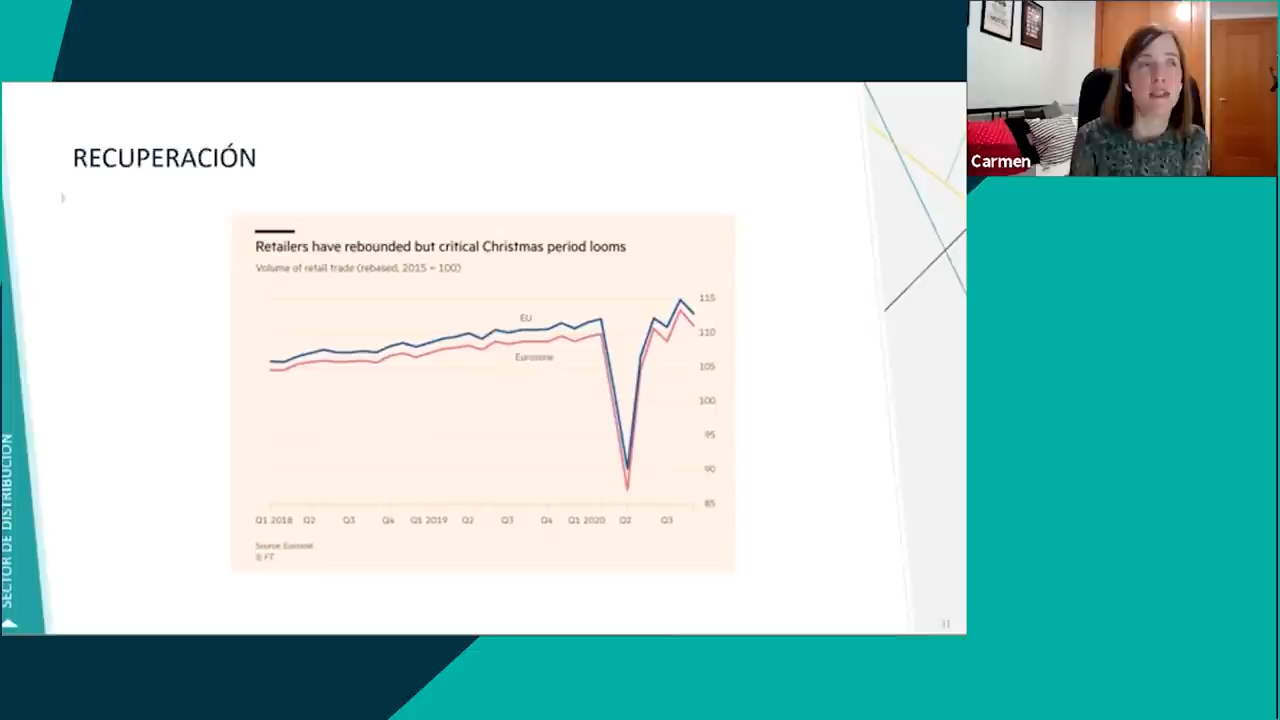 Carmen
RECUPERACIÓN
Retailers have rebounded but critical Christmas period looms
Volume of retail trade (rebased, 2015 = 100)
115
EU
110
Eurozone
105
100
95
90
85
Q1 2018 Q2 Q3 Q4 Q1 2019 Q2 Q3 Q4 Q1 2020 Q2 Q3
Source: Eurostat
© FT
SECTOR DE DISTRIBUCIÓN
11